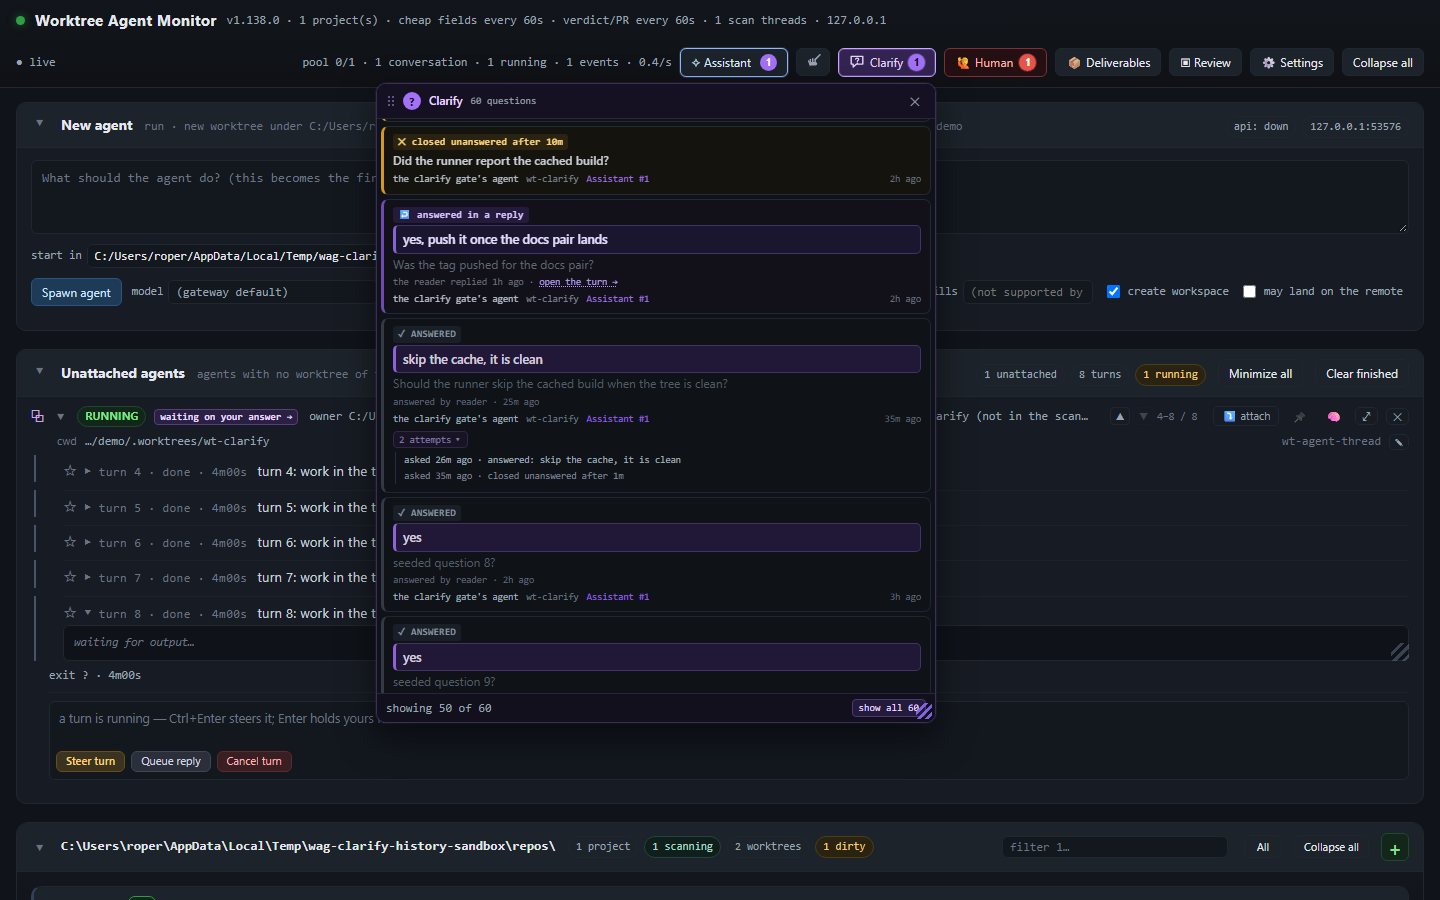 Worktree Agent Monitor v1.138.0 · 1 project(s) · cheap fields every 60s · verdict/PR every 60s · 1 scan threads · 127.0.0.1
live pool 0/1 · 1 conversation · 1 running · 1 events · 0.4/s Assistant 1 Clarify 1 Human 1 Deliverables Review Settings Collapse all
New agent run · new worktree under C:/Users/r demo api: down 127.0.0.1:53576
What should the agent do? (this becomes the fir
start in C:/Users/roper/AppData/Local/Temp/wag-clari
Spawn agent model (gateway default) ills (not supported by create workspace may land on the remote
? Clarify 60 questions
closed unanswered after 10m
Did the runner report the cached build?
the clarify gate's agent wt-clarify Assistant #1 2h ago
answered in a reply
yes, push it once the docs pair lands
Was the tag pushed for the docs pair?
the reader replied 1h ago · open the turn →
the clarify gate's agent wt-clarify Assistant #1 2h ago
✓ ANSWERED
skip the cache, it is clean
Should the runner skip the cached build when the tree is clean?
answered by reader · 25m ago
the clarify gate's agent wt-clarify Assistant #1 35m ago
2 attempts
asked 26m ago · answered: skip the cache, it is clean
asked 35m ago · closed unanswered after 1m
✓ ANSWERED
yes
seeded question 8?
answered by reader · 2h ago
the clarify gate's agent wt-clarify Assistant #1 3h ago
✓ ANSWERED
yes
seeded question 9?
showing 50 of 60 show all 60
Unattached agents agents with no worktree of 1 unattached 8 turns 1 running Minimize all Clear finished
RUNNING waiting on your answer → owner C:/U arify (not in the scan… 4–8 / 8 attach
cwd …/demo/.worktrees/wt-clarify wt-agent-thread
turn 4 · done · 4m00s turn 4: work in the t
turn 5 · done · 4m00s turn 5: work in the t
turn 6 · done · 4m00s turn 6: work in the t
turn 7 · done · 4m00s turn 7: work in the t
turn 8 · done · 4m00s turn 8: work in the t
waiting for output…
exit ? · 4m00s
a turn is running — Ctrl+Enter steers it; Enter holds yours
Steer turn Queue reply Cancel turn
C:\Users\roper\AppData\Local\Temp\wag-clarify-history-sandbox\repos\ 1 project 1 scanning 2 worktrees 1 dirty filter 1… All Collapse all +